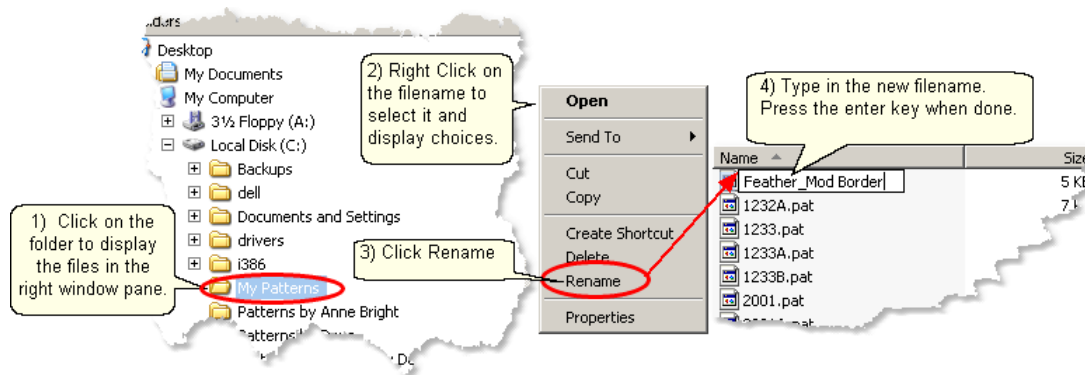 Desktop
My Documents
My Computer
3½ Floppy (A:)
Local Disk (C:)
Backups
dell
Documents and Settings
drivers
i386
My Patterns
Patterns by Anne Bright
1) Click on the
folder to display
the files in the
right window pane.
2) Right Click on
the filename to
select it and
display choices.
Open
Send To
Cut
Copy
Create Shortcut
Delete
Rename
Properties
3) Click Rename
4) Type in the new filename.
Press the enter key when done.
Name
Size
Feather_Mod Border
5 KB
1232A.pat
1233.pat
1233A.pat
1233B.pat
2001.pat